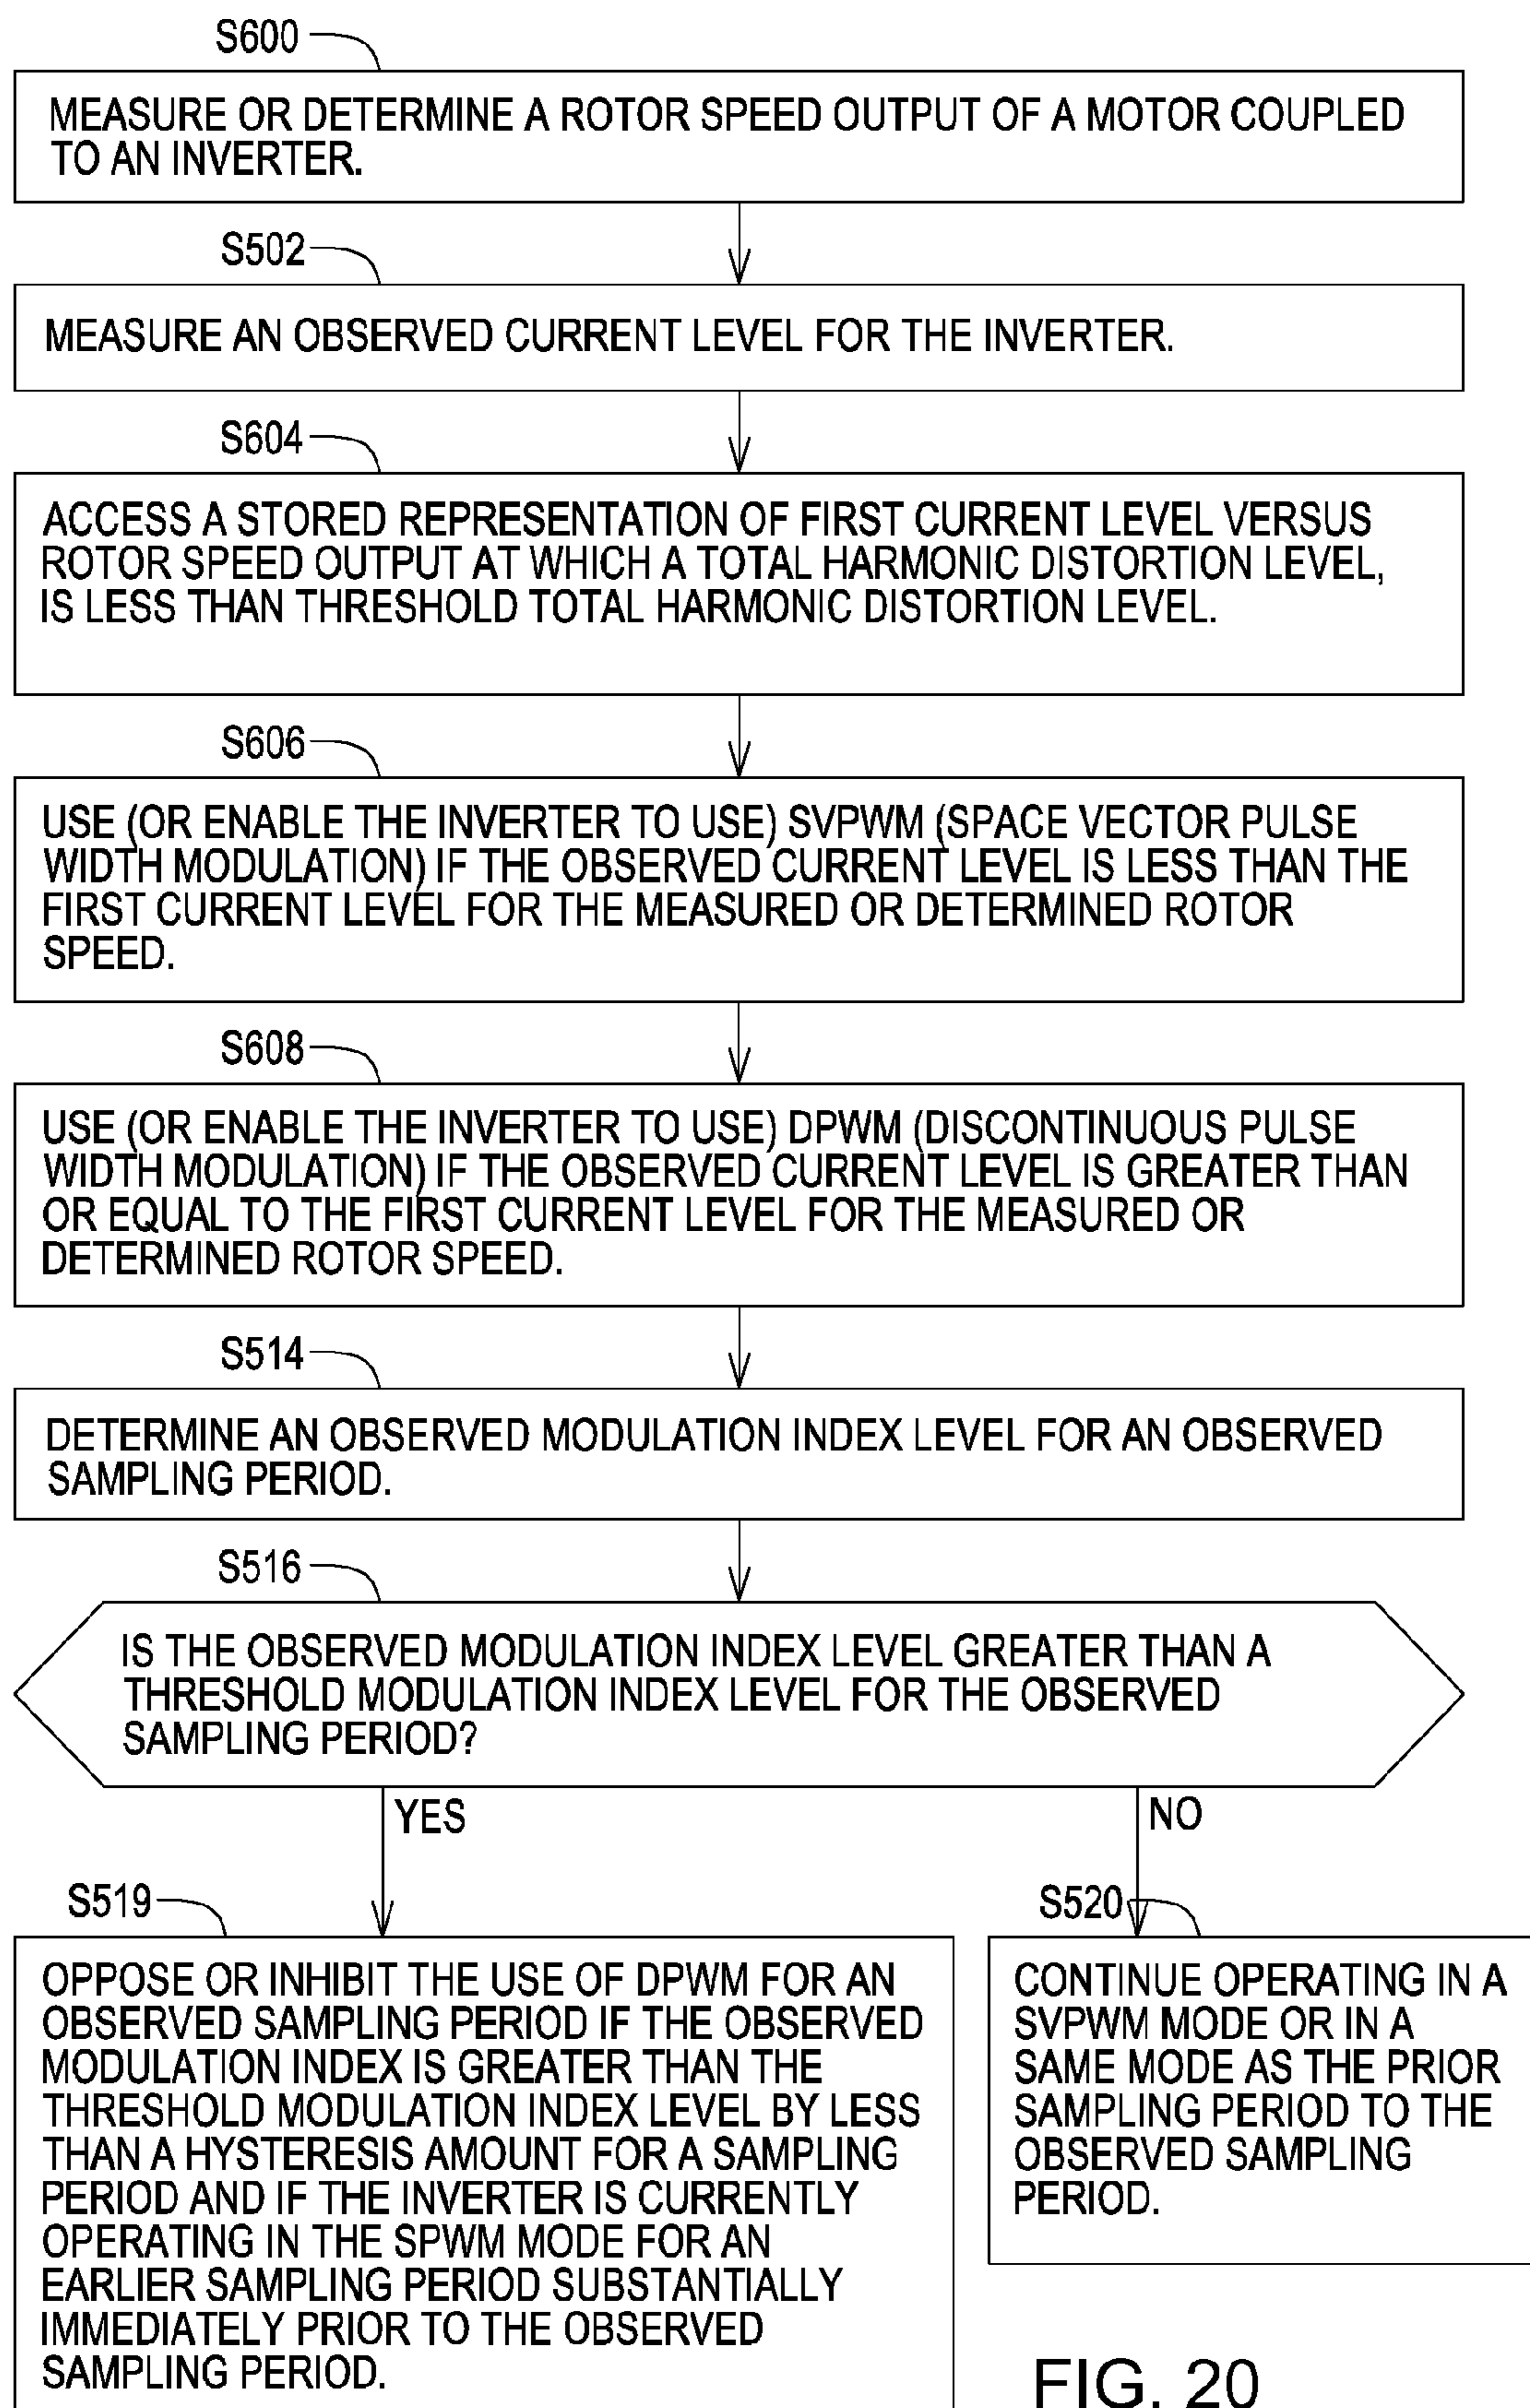 S600
MEASURE OR DETERMINE A ROTOR SPEED OUTPUT OF A MOTOR COUPLED
TO AN INVERTER.
S502
MEASURE AN OBSERVED CURRENT LEVEL FOR THE INVERTER.
S604
ACCESS A STORED REPRESENTATION OF FIRST CURRENT LEVEL VERSUS
ROTOR SPEED OUTPUT AT WHICH A TOTAL HARMONIC DISTORTION LEVEL,
IS LESS THAN THRESHOLD TOTAL HARMONIC DISTORTION LEVEL.
S606
USE (OR ENABLE THE INVERTER TO USE) SVPWM (SPACE VECTOR PULSE
WIDTH MODULATION) IF THE OBSERVED CURRENT LEVEL IS LESS THAN THE
FIRST CURRENT LEVEL FOR THE MEASURED OR DETERMINED ROTOR
SPEED.
S608
USE (OR ENABLE THE INVERTER TO USE) DPWM (DISCONTINUOUS PULSE
WIDTH MODULATION) IF THE OBSERVED CURRENT LEVEL IS GREATER THAN
OR EQUAL TO THE FIRST CURRENT LEVEL FOR THE MEASURED OR
DETERMINED ROTOR SPEED.
S514
DETERMINE AN OBSERVED MODULATION INDEX LEVEL FOR AN OBSERVED
SAMPLING PERIOD.
S516
IS THE OBSERVED MODULATION INDEX LEVEL GREATER THAN A
THRESHOLD MODULATION INDEX LEVEL FOR THE OBSERVED
SAMPLING PERIOD?
YES
NO
S519
OPPOSE OR INHIBIT THE USE OF DPWM FOR AN
OBSERVED SAMPLING PERIOD IF THE OBSERVED
MODULATION INDEX IS GREATER THAN THE
THRESHOLD MODULATION INDEX LEVEL BY LESS
THAN A HYSTERESIS AMOUNT FOR A SAMPLING
PERIOD AND IF THE INVERTER IS CURRENTLY
OPERATING IN THE SPWM MODE FOR AN
EARLIER SAMPLING PERIOD SUBSTANTIALLY
IMMEDIATELY PRIOR TO THE OBSERVED
SAMPLING PERIOD.
S520
CONTINUE OPERATING IN A
SVPWM MODE OR IN A
SAME MODE AS THE PRIOR
SAMPLING PERIOD TO THE
OBSERVED SAMPLING
PERIOD.
FIG. 20